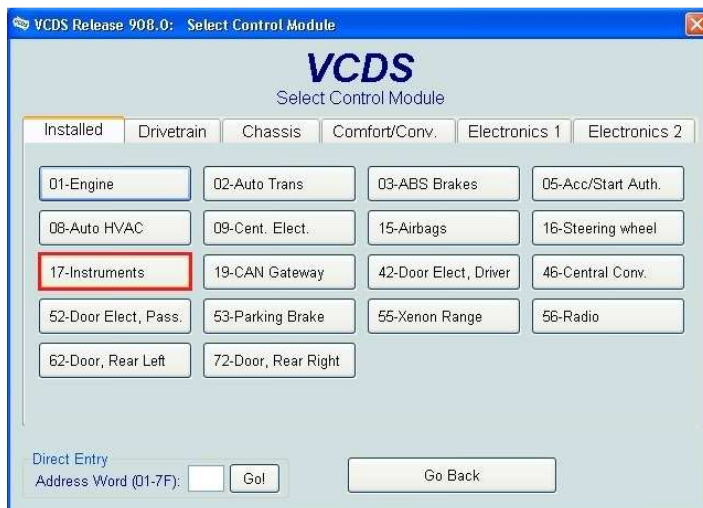 VCDS Release 908.0: Select Control Module
VCDS
Select Control Module
Installed Drivetrain Chassis Comfort/Conv. Electronics 1 Electronics 2
01-Engine 02-Auto Trans 03-ABS Brakes 05-Acc/Start Auth.
08-Auto HVAC 09-Cent. Elect. 15-Airbags 16-Steering wheel
17-Instruments 19-CAN Gateway 42-Door Elect, Driver 46-Central Conv.
52-Door Elect, Pass. 53-Parking Brake 55-Xenon Range 56-Radio
62-Door, Rear Left 72-Door, Rear Right
Direct Entry
Address Word (01-7F): Go! Go Back